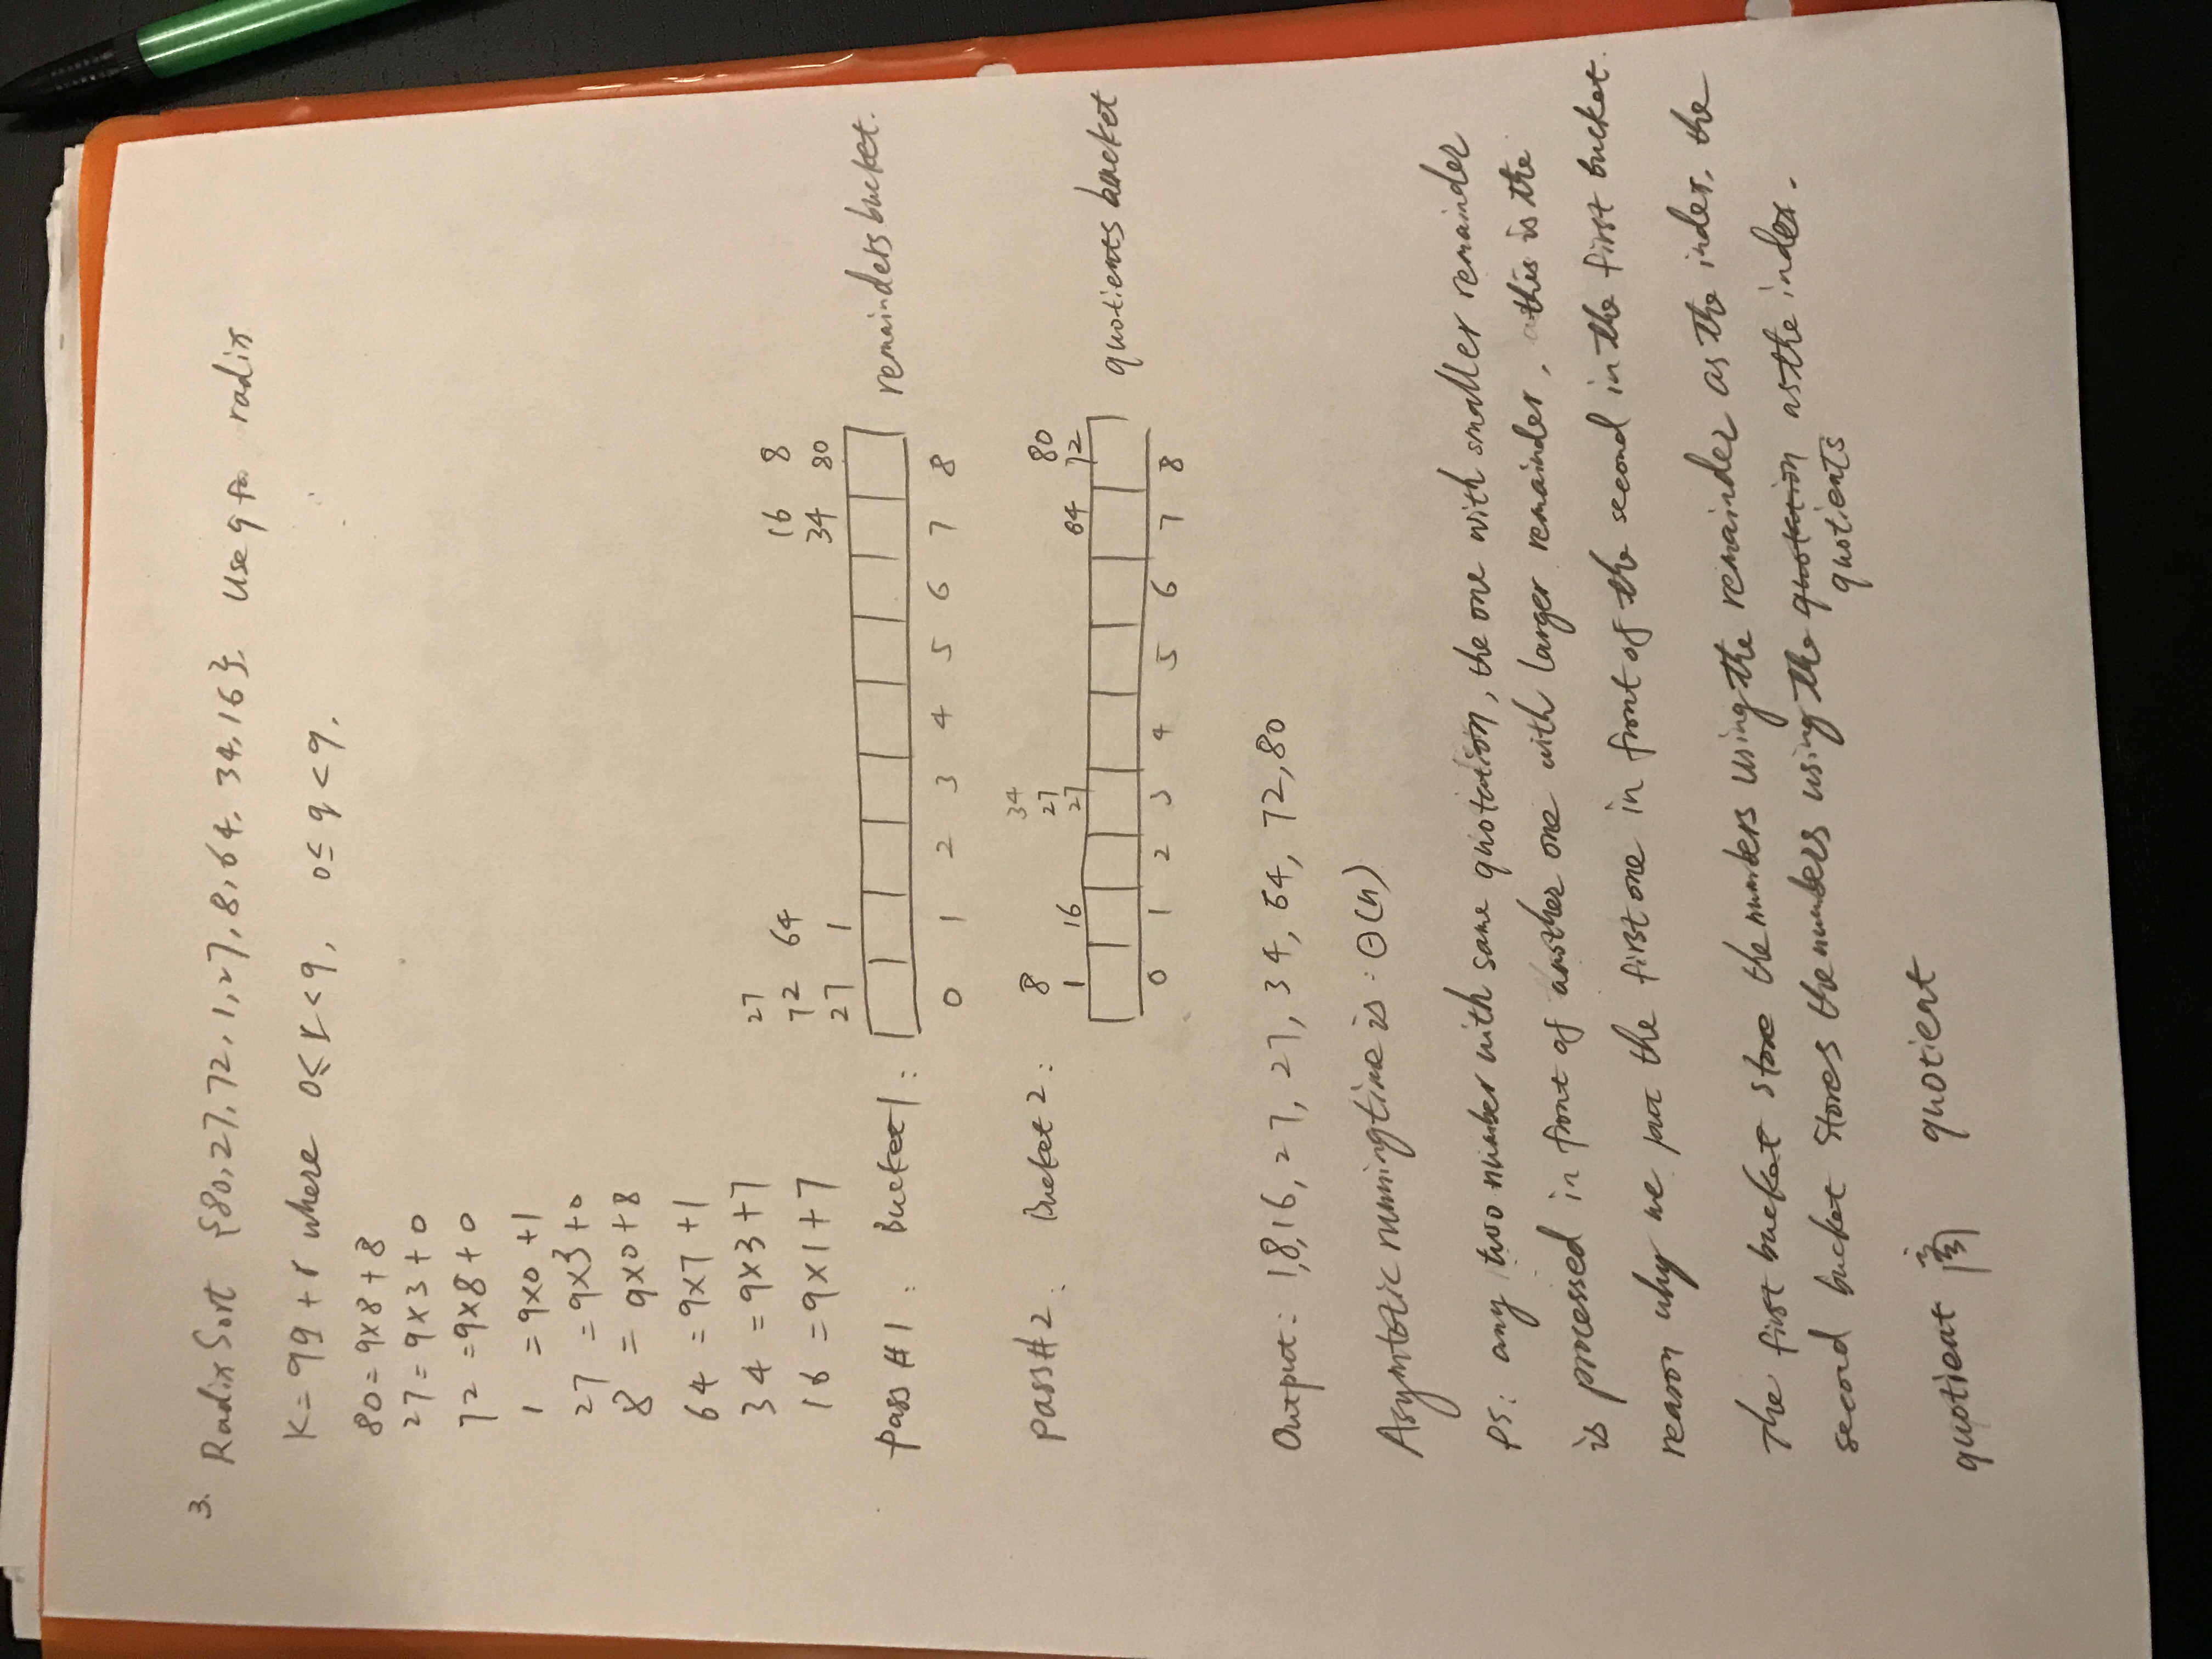 3. Radix Sort {80, 27, 72, 1, 27, 8, 64, 34, 16}. Use 9 for radix
K = 9q + r where 0≤ r < 9, 0≤ q < 9.
80 = 9×8 + 8
27 = 9×3 + 0
72 = 9×8 + 0
1 = 9×0 + 1
27 = 9×3 + 0
8 = 9×0 + 8
64 = 9×7 + 1
34 = 9×3 + 7
16 = 9×1 + 7
27
72 64 16 8
27 1 34 80
Pass #1: Bucket 1: remainders bucket.
0 1 2 3 4 5 6 7 8
34
8 27 80
1 16 27 64 72
Pass #2: Bucket 2: quotients bucket
0 1 2 3 4 5 6 7 8
Output: 1, 8, 16, 27, 27, 34, 64, 72, 80
Asymtotic running time is: Θ(n)
PS: any two number with same quotation, the one with smaller remainder
is processed in front of another one with larger remainder, this is the
reason why we put the first one in front of the second in the first bucket.
The first bucket store the numbers using the remainder as the index, the
second bucket stores the numbers using the quotation as the index.
quotients
quotient 商 quotient